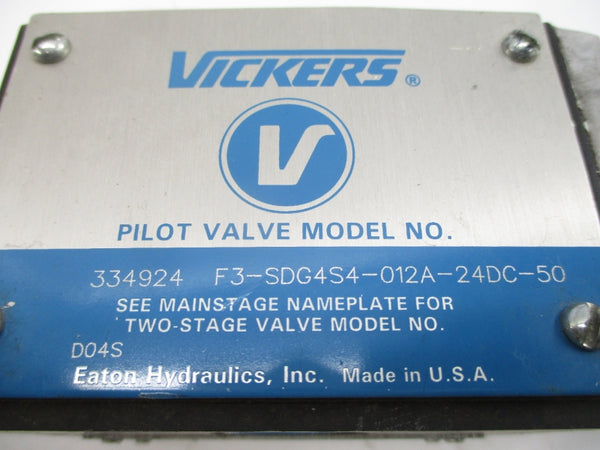 VICKERS®
V
PILOT VALVE MODEL NO.
334924 F3-SDG4S4-012A-24DC-50
SEE MAINSTAGE NAMEPLATE FOR
TWO-STAGE VALVE MODEL NO.
D04S
Eaton Hydraulics, Inc. Made in U.S.A.